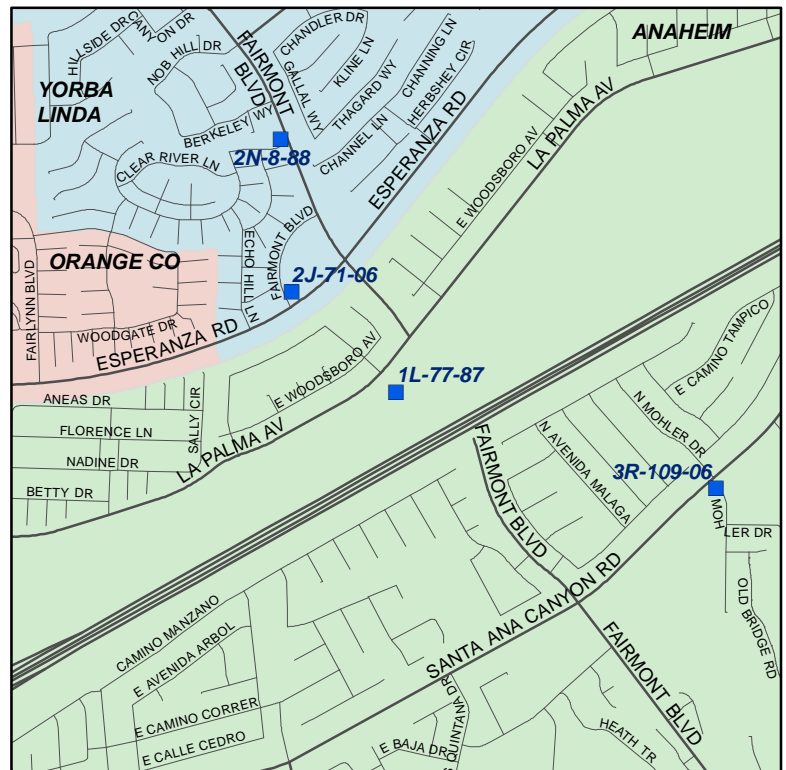 HILLSIDE DR
CANYON DR
NOB HILL DR
FAIRMONT
BLVD
CHANDLER DR
GALLAL WY
KLINE LN
THAGARD WY
CHANNING LN
HERBSHEY CIR
CHANNEL LN
ESPERANZA RD
ANAHEIM
LA PALMA AV
E WOODSBORO AV
YORBA
LINDA
BERKELEY WY
2N-8-88
CLEAR RIVER LN
ORANGE CO
ECHO HILL LN
FAIRMONT BLVD
2J-71-06
FAIRLYNN BLVD
WOODGATE DR
ESPERANZA RD
E WOODSBORO AV
1L-77-87
ANEAS DR
FLORENCE LN
SALLY CIR
NADINE DR
BETTY DR
LA PALMA AV
E CAMINO TAMPICO
N MOHLER DR
N AVENIDA MALAGA
FAIRMONT BLVD
3R-109-06
MOH
LER DR
OLD BRIDGE RD
SANTA ANA CANYON RD
CAMINO MANZANO
E AVENIDA ARBOL
E CAMINO CORRER
E CALLE CEDRO
E BAJA DR
S QUINTANA DR
FAIRMONT BLVD
HEATH TR